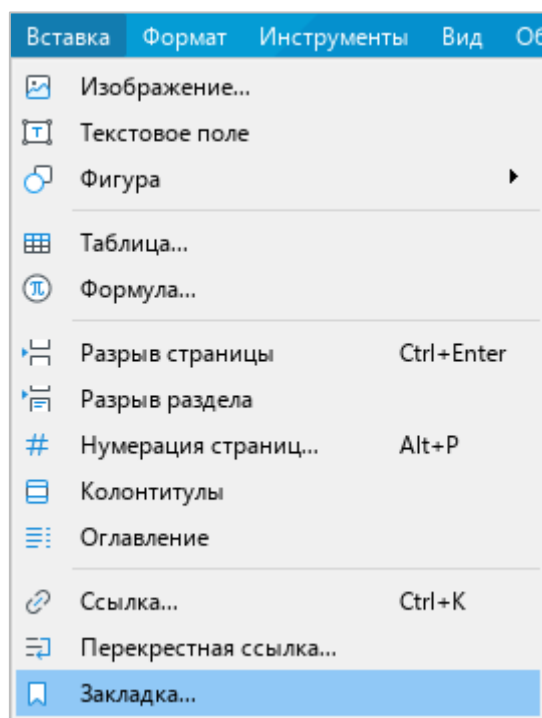 Вставка Формат Инструменты Вид
Изображение...
Текстовое поле
Фигура
Таблица...
Формула...
Разрыв страницы Ctrl+Enter
Разрыв раздела
Нумерация страниц... Alt+P
Колонтитулы
Оглавление
Ссылка... Ctrl+K
Перекрестная ссылка...
Закладка...